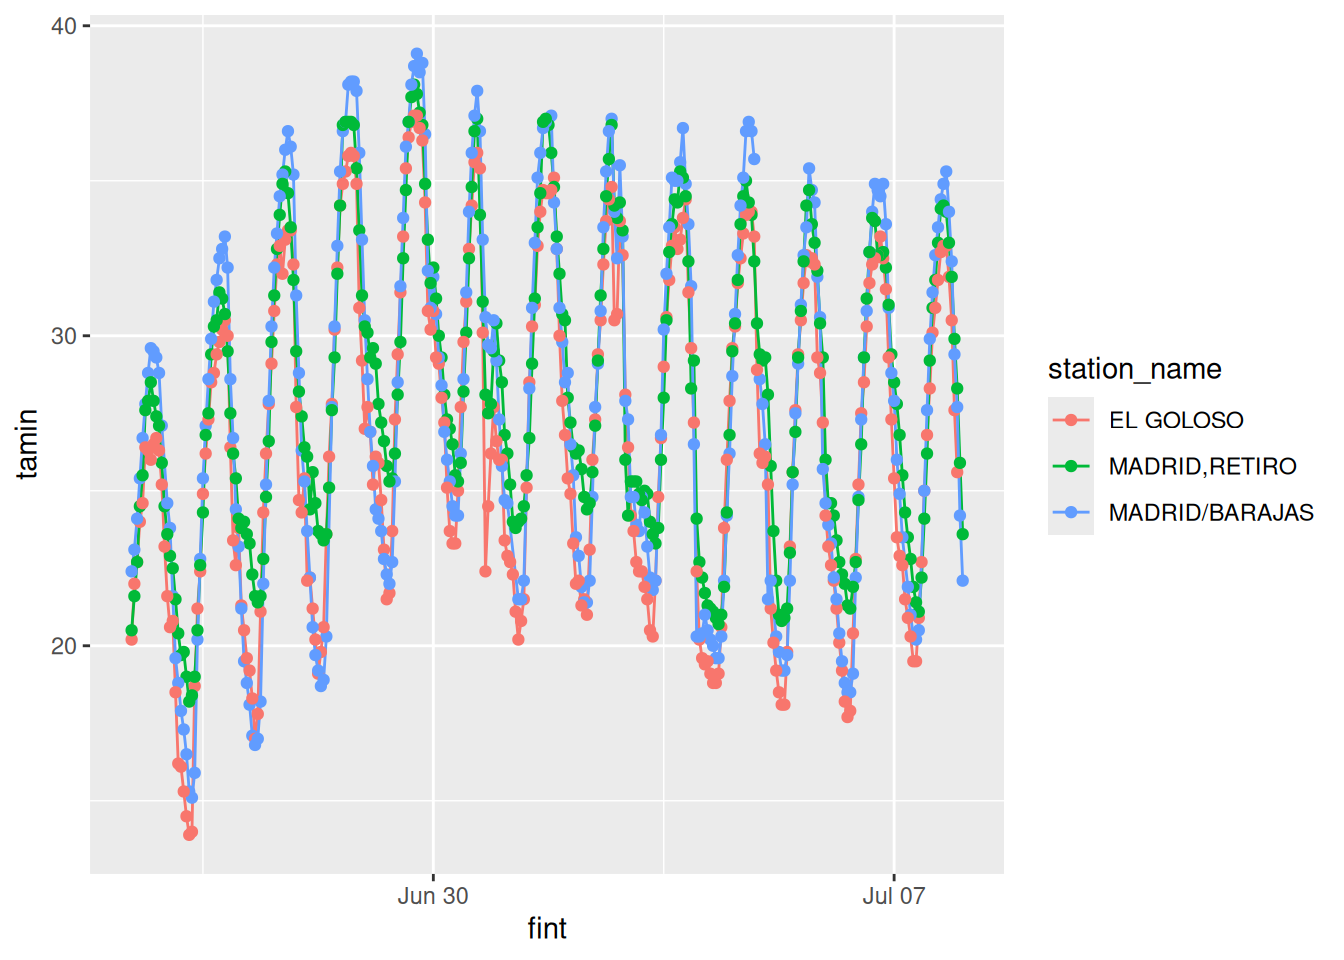 40
30
20
tamin
Jun 30
Jul 07
fint
station_name
EL GOLOSO
MADRID,RETIRO
MADRID/BARAJAS